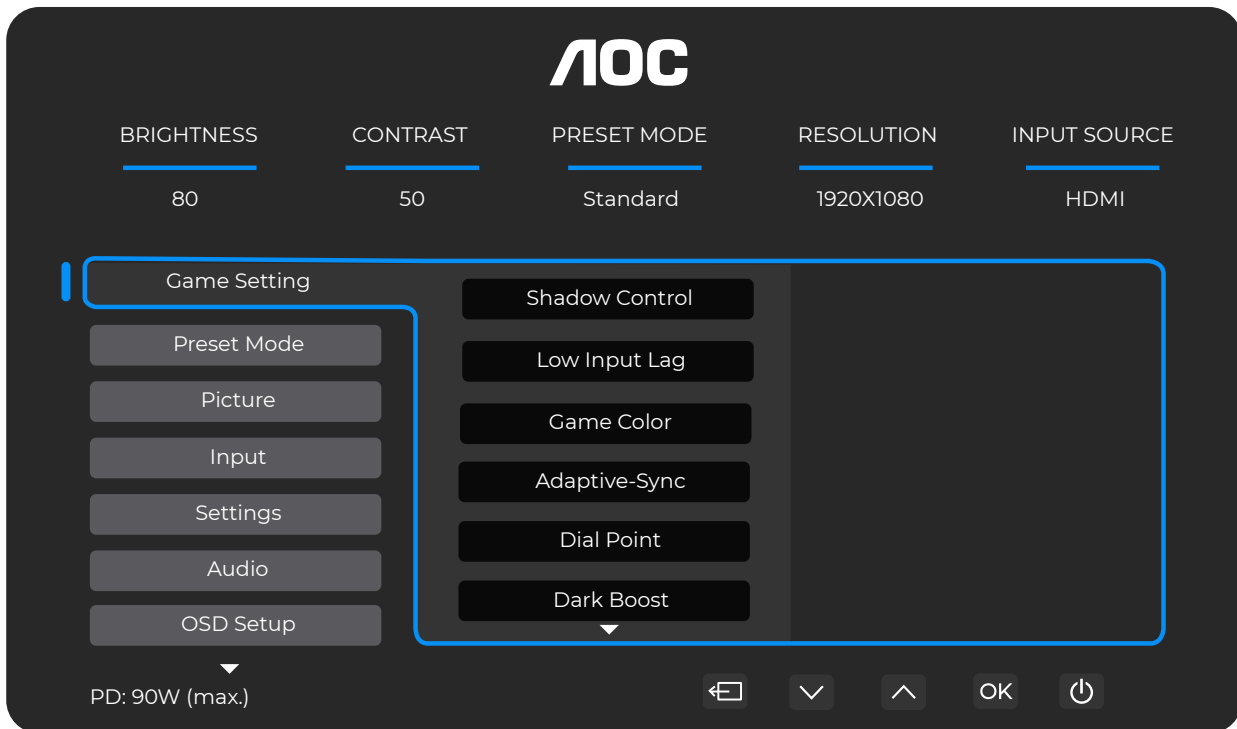 AOC
BRIGHTNESS CONTRAST PRESET MODE RESOLUTION INPUT SOURCE
80 50 Standard 1920X1080 HDMI
Game Setting
Preset Mode
Picture
Input
Settings
Audio
OSD Setup
Shadow Control
Low Input Lag
Game Color
Adaptive-Sync
Dial Point
Dark Boost
PD: 90W (max.)
OK